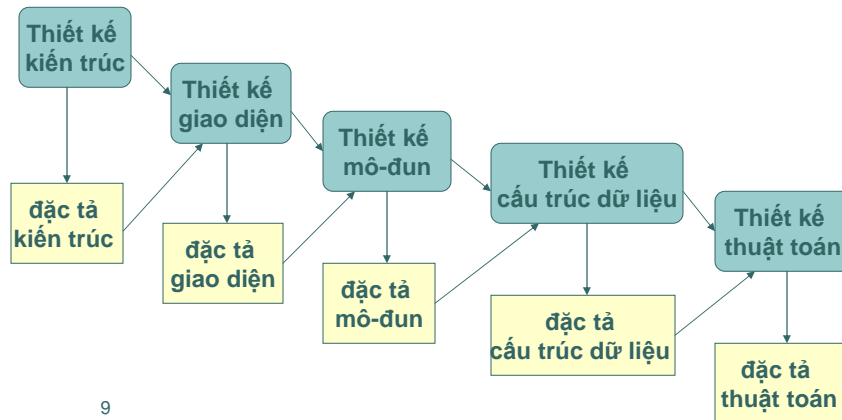 Thiết kế
kiến trúc
Thiết kế
giao diện
Thiết kế
mô-đun
Thiết kế
cấu trúc dữ liệu
Thiết kế
thuật toán
đặc tả
kiến trúc
đặc tả
giao diện
đặc tả
mô-đun
đặc tả
cấu trúc dữ liệu
đặc tả
thuật toán
9